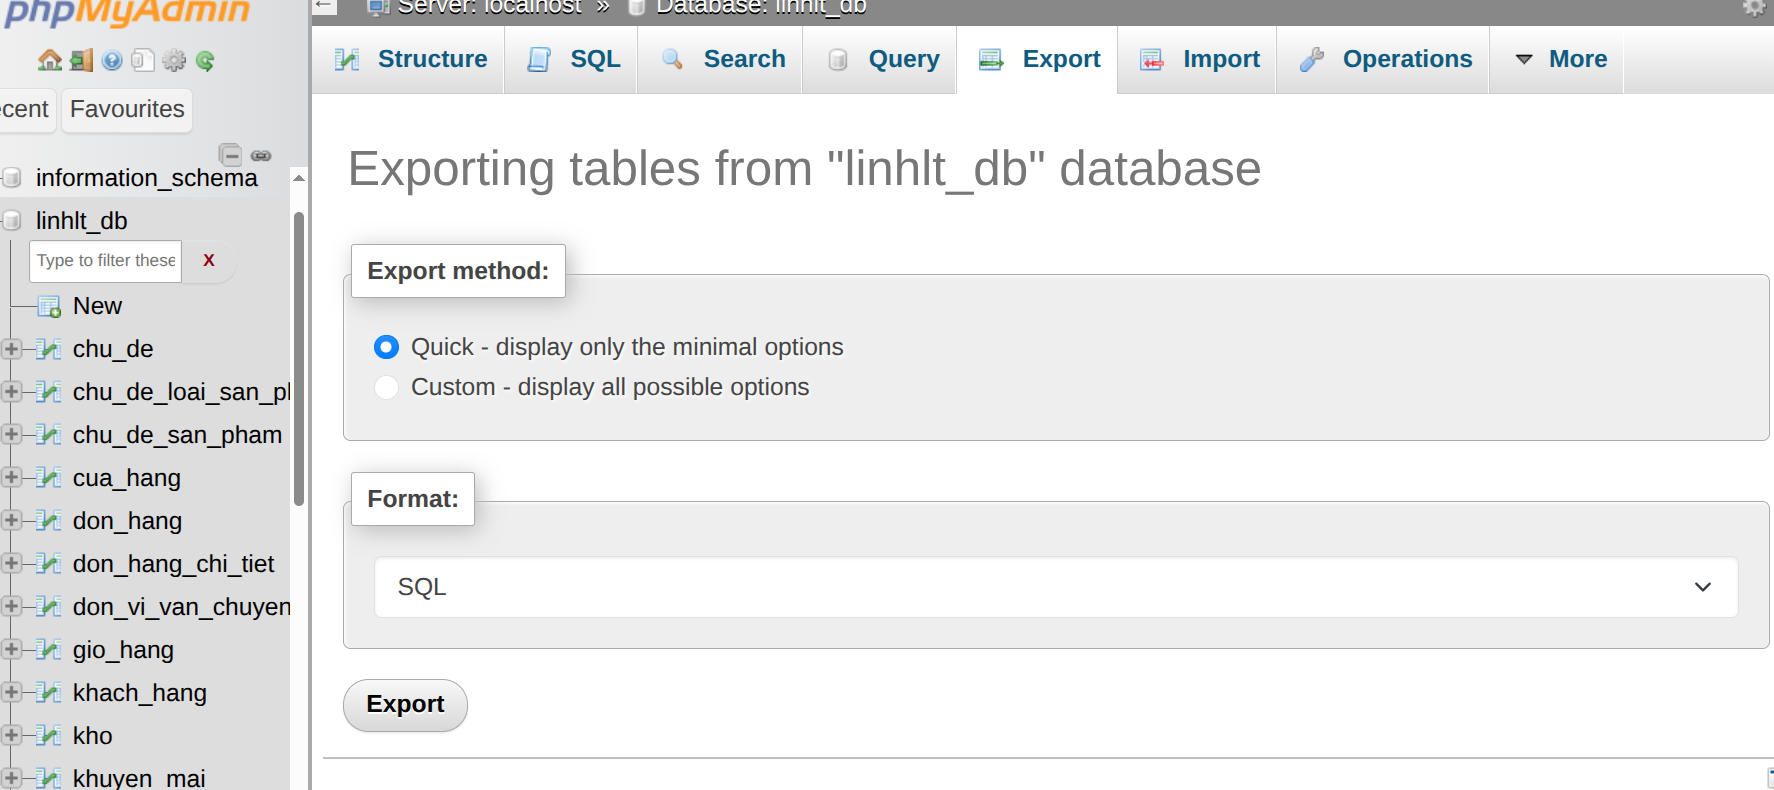 phpMyAdmin
Server: localhost » Database: linhlt_db
Structure
SQL
Search
Query
Export
Import
Operations
More
ecent
Favourites
information_schema
linhlt_db
Type to filter these
X
New
chu_de
chu_de_loai_san_pl
chu_de_san_pham
cua_hang
don_hang
don_hang_chi_tiet
don_vi_van_chuyen
gio_hang
khach_hang
kho
khuyen_mai
Exporting tables from "linhlt_db" database
Export method:
Quick - display only the minimal options
Custom - display all possible options
Format:
SQL
Export